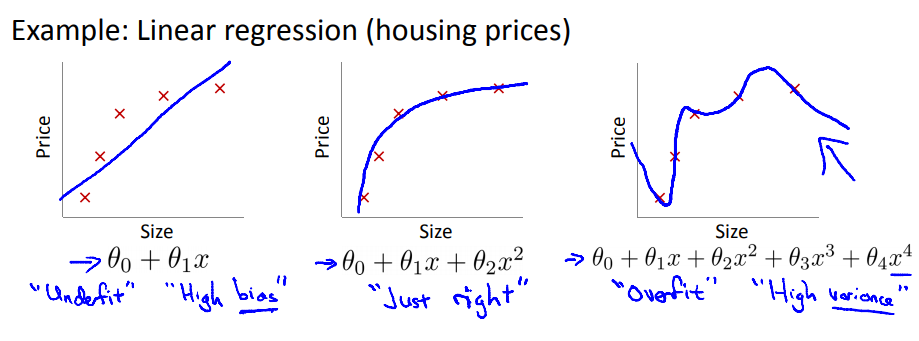 Example: Linear regression (housing prices)
Price
Size
→ θ₀ + θ₁x
"Underfit" "High bias"
Price
Size
→ θ₀ + θ₁x + θ₂x²
"Just right"
Price
Size
→ θ₀ + θ₁x + θ₂x² + θ₃x³ + θ₄x⁴
"Overfit" "High variance"